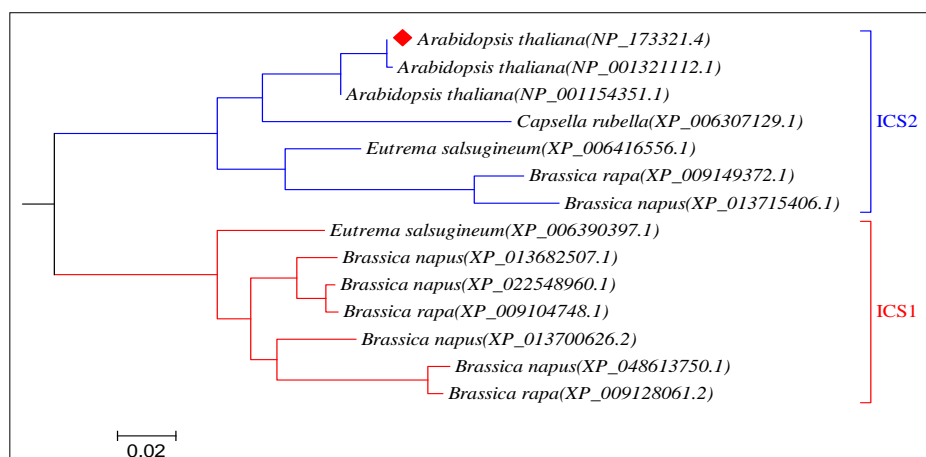 Arabidopsis thaliana(NP_173321.4)
Arabidopsis thaliana(NP_001321112.1)
Arabidopsis thaliana(NP_001154351.1)
Capsella rubella(XP_006307129.1)
ICS2
Eutrema salsugineum(XP_006416556.1)
Brassica rapa(XP_009149372.1)
Brassica napus(XP_013715406.1)
Eutrema salsugineum(XP_006390397.1)
Brassica napus(XP_013682507.1)
Brassica napus(XP_022548960.1)
Brassica rapa(XP_009104748.1)
ICS1
Brassica napus(XP_013700626.2)
Brassica napus(XP_048613750.1)
Brassica rapa(XP_009128061.2)
0.02